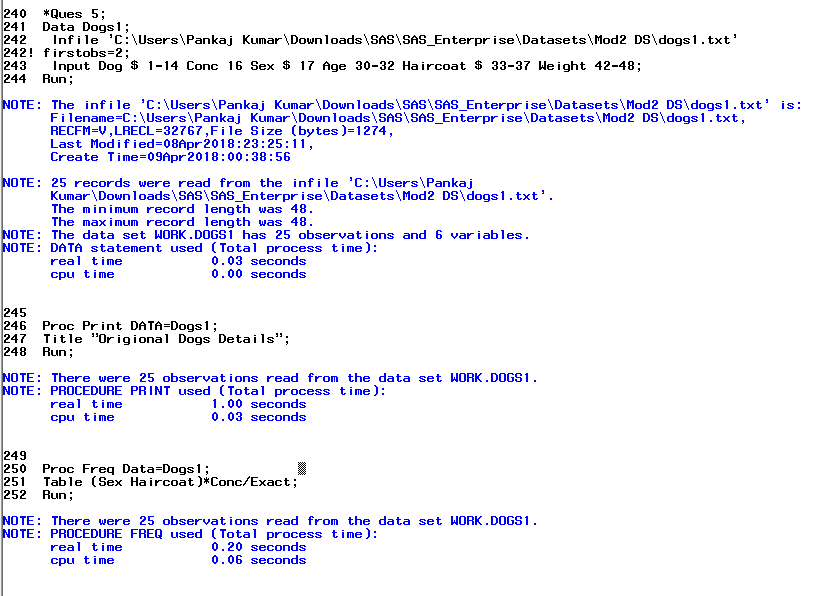 240  *Ques 5;
241  Data Dogs1;
242   Infile 'C:\Users\Pankaj Kumar\Downloads\SAS\SAS_Enterprise\Datasets\Mod2 DS\dogs1.txt'
242! firstobs=2;
243   Input Dog $ 1-14 Conc 16 Sex $ 17 Age 30-32 Haircoat $ 33-37 Weight 42-48;
244  Run;
NOTE: The infile 'C:\Users\Pankaj Kumar\Downloads\SAS\SAS_Enterprise\Datasets\Mod2 DS\dogs1.txt' is:
      Filename=C:\Users\Pankaj Kumar\Downloads\SAS\SAS_Enterprise\Datasets\Mod2 DS\dogs1.txt,
      RECFM=V,LRECL=32767,File Size (bytes)=1274,
      Last Modified=08Apr2018:23:25:11,
      Create Time=09Apr2018:00:38:56
NOTE: 25 records were read from the infile 'C:\Users\Pankaj
      Kumar\Downloads\SAS\SAS_Enterprise\Datasets\Mod2 DS\dogs1.txt'.
      The minimum record length was 48.
      The maximum record length was 48.
NOTE: The data set WORK.DOGS1 has 25 observations and 6 variables.
NOTE: DATA statement used (Total process time):
      real time           0.03 seconds
      cpu time            0.00 seconds
245
246  Proc Print DATA=Dogs1;
247  Title "Origional Dogs Details";
248  Run;
NOTE: There were 25 observations read from the data set WORK.DOGS1.
NOTE: PROCEDURE PRINT used (Total process time):
      real time           1.00 seconds
      cpu time            0.03 seconds
249
250  Proc Freq Data=Dogs1;
251  Table (Sex Haircoat)*Conc/Exact;
252  Run;
NOTE: There were 25 observations read from the data set WORK.DOGS1.
NOTE: PROCEDURE FREQ used (Total process time):
      real time           0.20 seconds
      cpu time            0.06 seconds